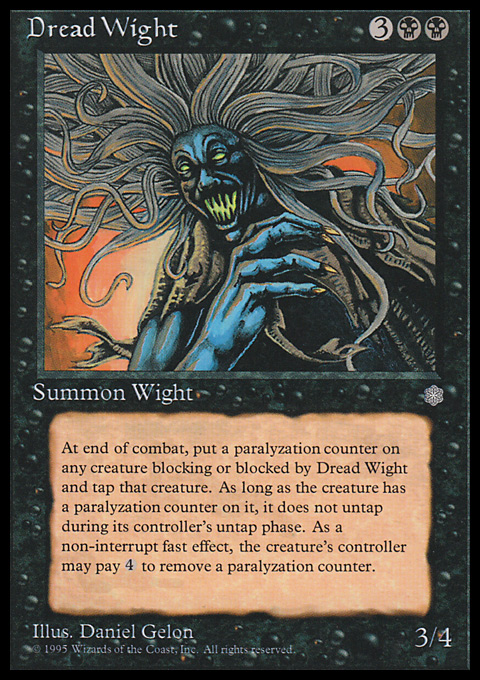 Dread Wight 3
Summon Wight
At end of combat, put a paralyzation counter on
any creature blocking or blocked by Dread Wight
and tap that creature. As long as the creature has
a paralyzation counter on it, it does not untap
during its controller's untap phase. As a
non-interrupt fast effect, the creature's controller
may pay 4 to remove a paralyzation counter.
Illus. Daniel Gelon
3/4
© 1995 Wizards of the Coast, Inc. All rights reserved.